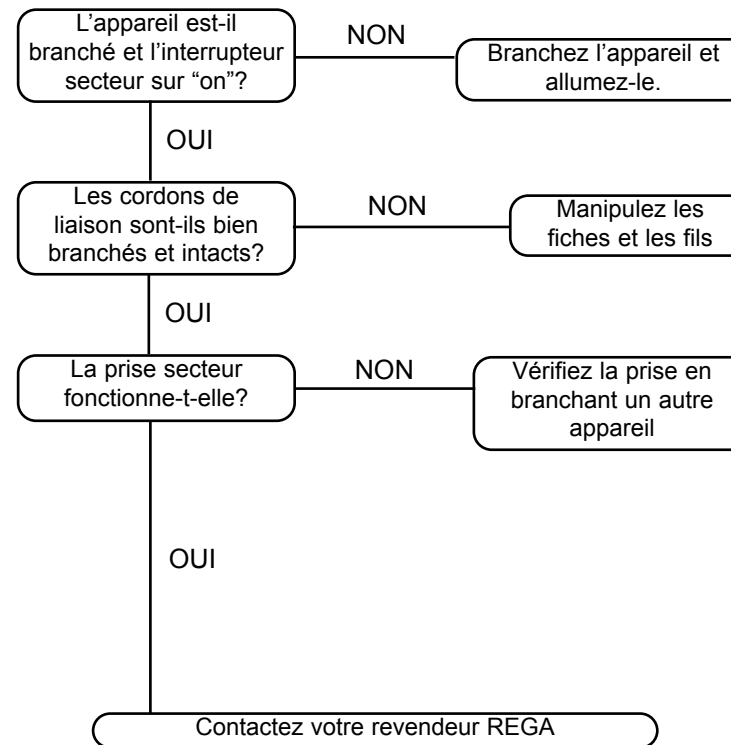 L’appareil est-il
branché et l’interrupteur
secteur sur “on”?
NON
Branchez l’appareil et
allumez-le.
OUI
Les cordons de
liaison sont-ils bien
branchés et intacts?
NON
Manipulez les
fiches et les fils
OUI
La prise secteur
fonctionne-t-elle?
NON
Vérifiez la prise en
branchant un autre
appareil
OUI
Contactez votre revendeur REGA